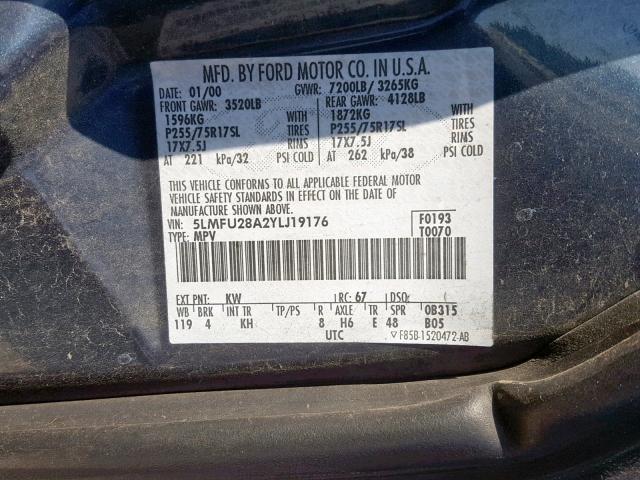 MFD. BY FORD MOTOR CO. IN U.S.A.
DATE: 01/00 GVWR: 7200LB/ 3265KG
FRONT GAWR: 3520LB REAR GAWR: 4128LB
1596KG WITH 1872KG WITH
P255/75R17SL TIRES P255/75R17SL TIRES
17X7.5J RIMS 17X7.5J RIMS
AT 221 kPa/32 PSI COLD AT 262 kPa/38 PSI COLD
THIS VEHICLE CONFORMS TO ALL APPLICABLE FEDERAL MOTOR
VEHICLE SAFETY STANDARDS IN EFFECT ON THE DATE OF
MANUFACTURE SHOWN ABOVE.
VIN: 5LMFU28A2YLJ19176 F0193
TYPE: MPV T0070
EXT PNT: KW RC: 67 DSO:
WB BRK INT TR TP/PS R AXLE TR SPR 0B315
119 4 KH 8 H6 E 48 B05
UTC F85B-1520472-AB